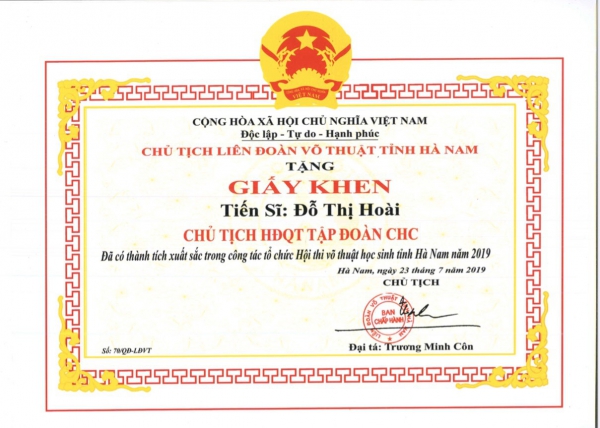 CỘNG HÒA XÃ HỘI CHỦ NGHĨA VIỆT NAM
Độc lập - Tự do - Hạnh phúc
CHỦ TỊCH LIÊN ĐOÀN VÕ THUẬT TỈNH HÀ NAM
TẶNG
GIẤY KHEN
Tiến Sĩ: Đỗ Thị Hoài
CHỦ TỊCH HĐQT TẬP ĐOÀN CHC
Đã có thành tích xuất sắc trong công tác tổ chức Hội thi võ thuật học sinh tỉnh Hà Nam năm 2019
Hà Nam, ngày 23 tháng 7 năm 2019
CHỦ TỊCH
BAN
CHẤP HÀNH
Số: 70/QĐ-LĐVT
Đại tá: Trương Minh Côn